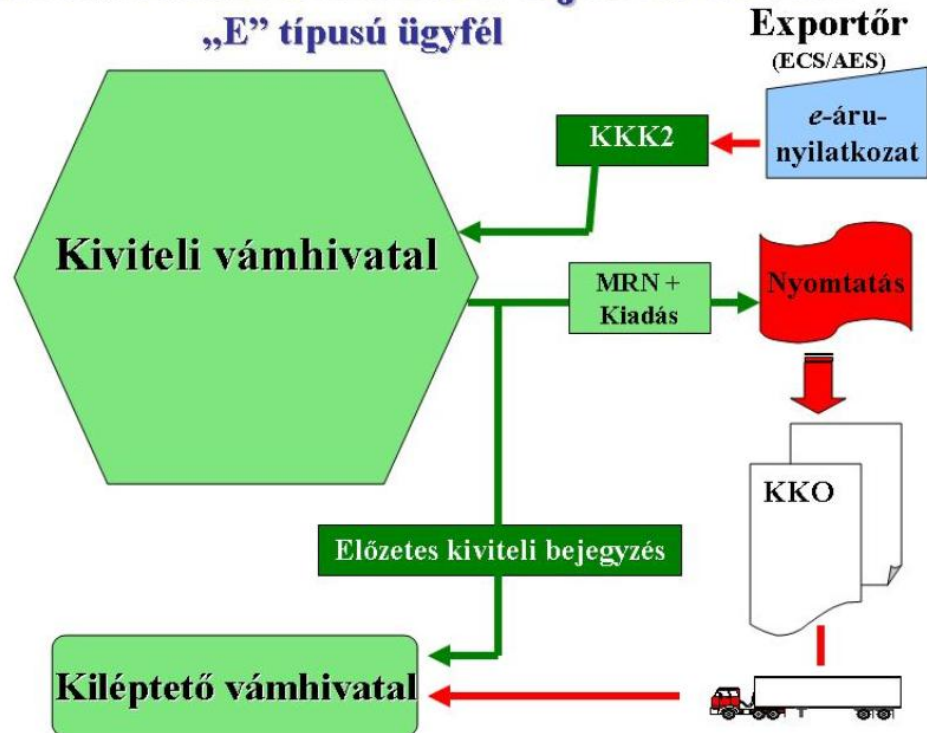 „E” típusú ügyfél
Exportőr
(ECS/AES)
e-áru-
nyilatkozat
KKK2
Kiviteli vámhivatal
MRN +
Kiadás
Nyomtatás
KKO
Előzetes kiviteli bejegyzés
Kiléptető vámhivatal